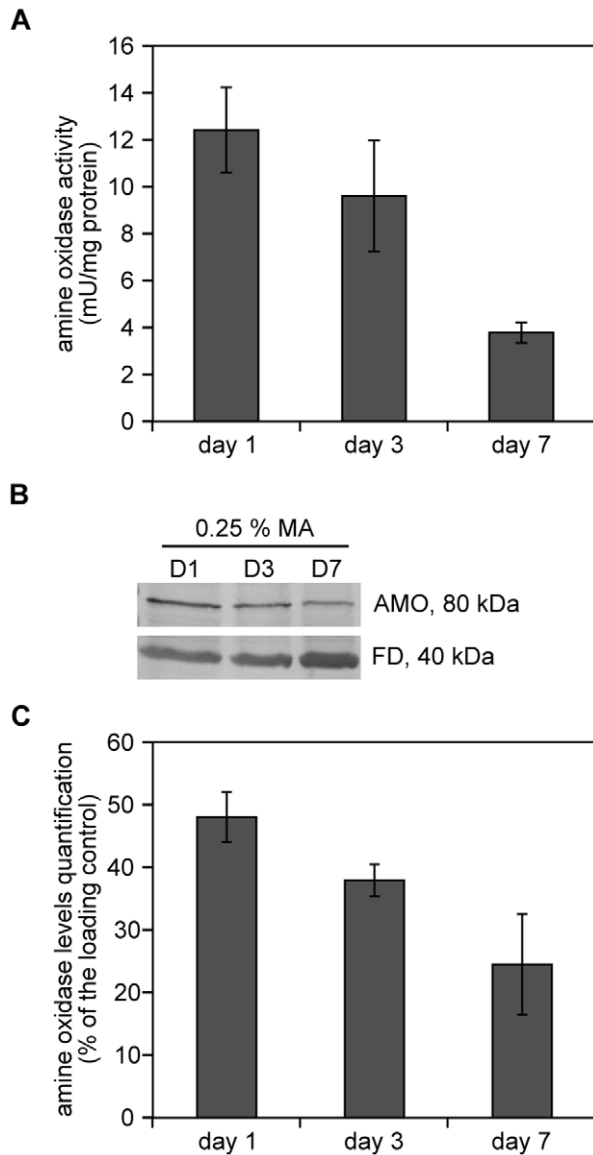 A
amine oxidase activity
(mU/mg protrein)
16
14
12
10
8
6
4
2
0
day 1 day 3 day 7
B
0.25 % MA
D1 D3 D7
AMO, 80 kDa
FD, 40 kDa
C
amine oxidase levels quantification
(% of the loading control)
60
50
40
30
20
10
0
day 1 day 3 day 7